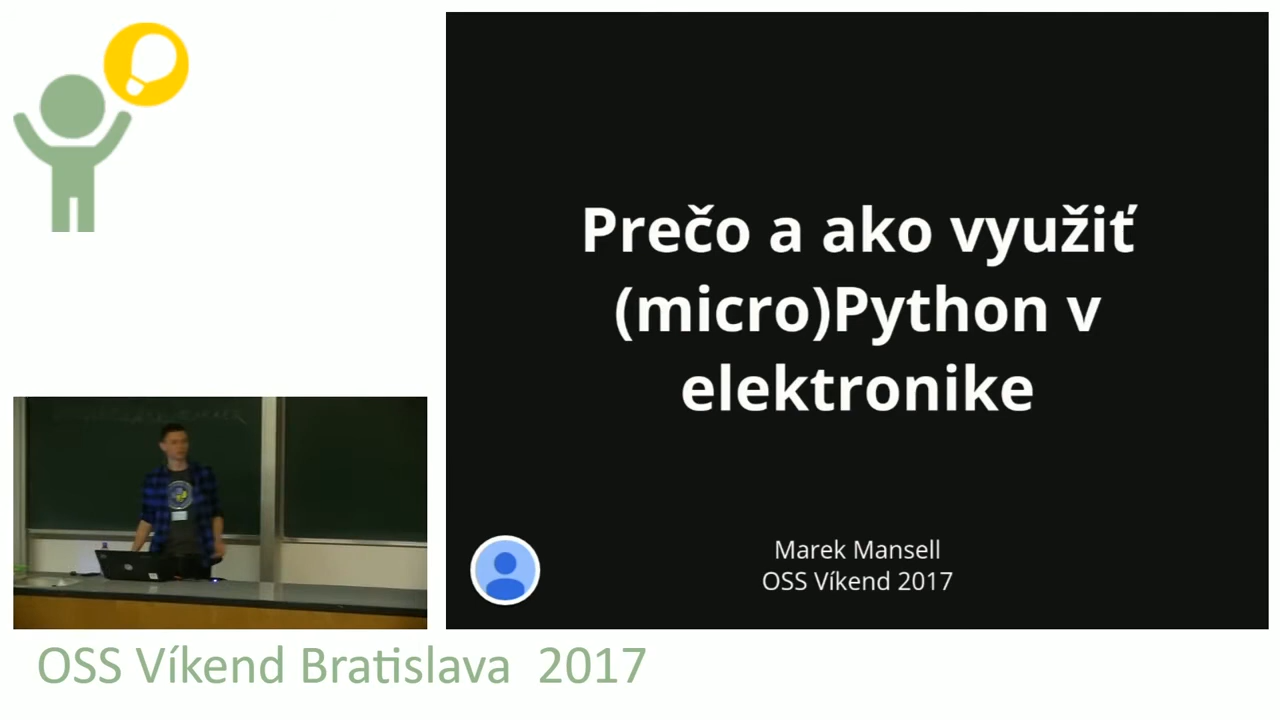 Prečo a ako využiť
(micro)Python v
elektronike
Marek Mansell
OSS Víkend 2017
OSS Víkend Bratislava 2017